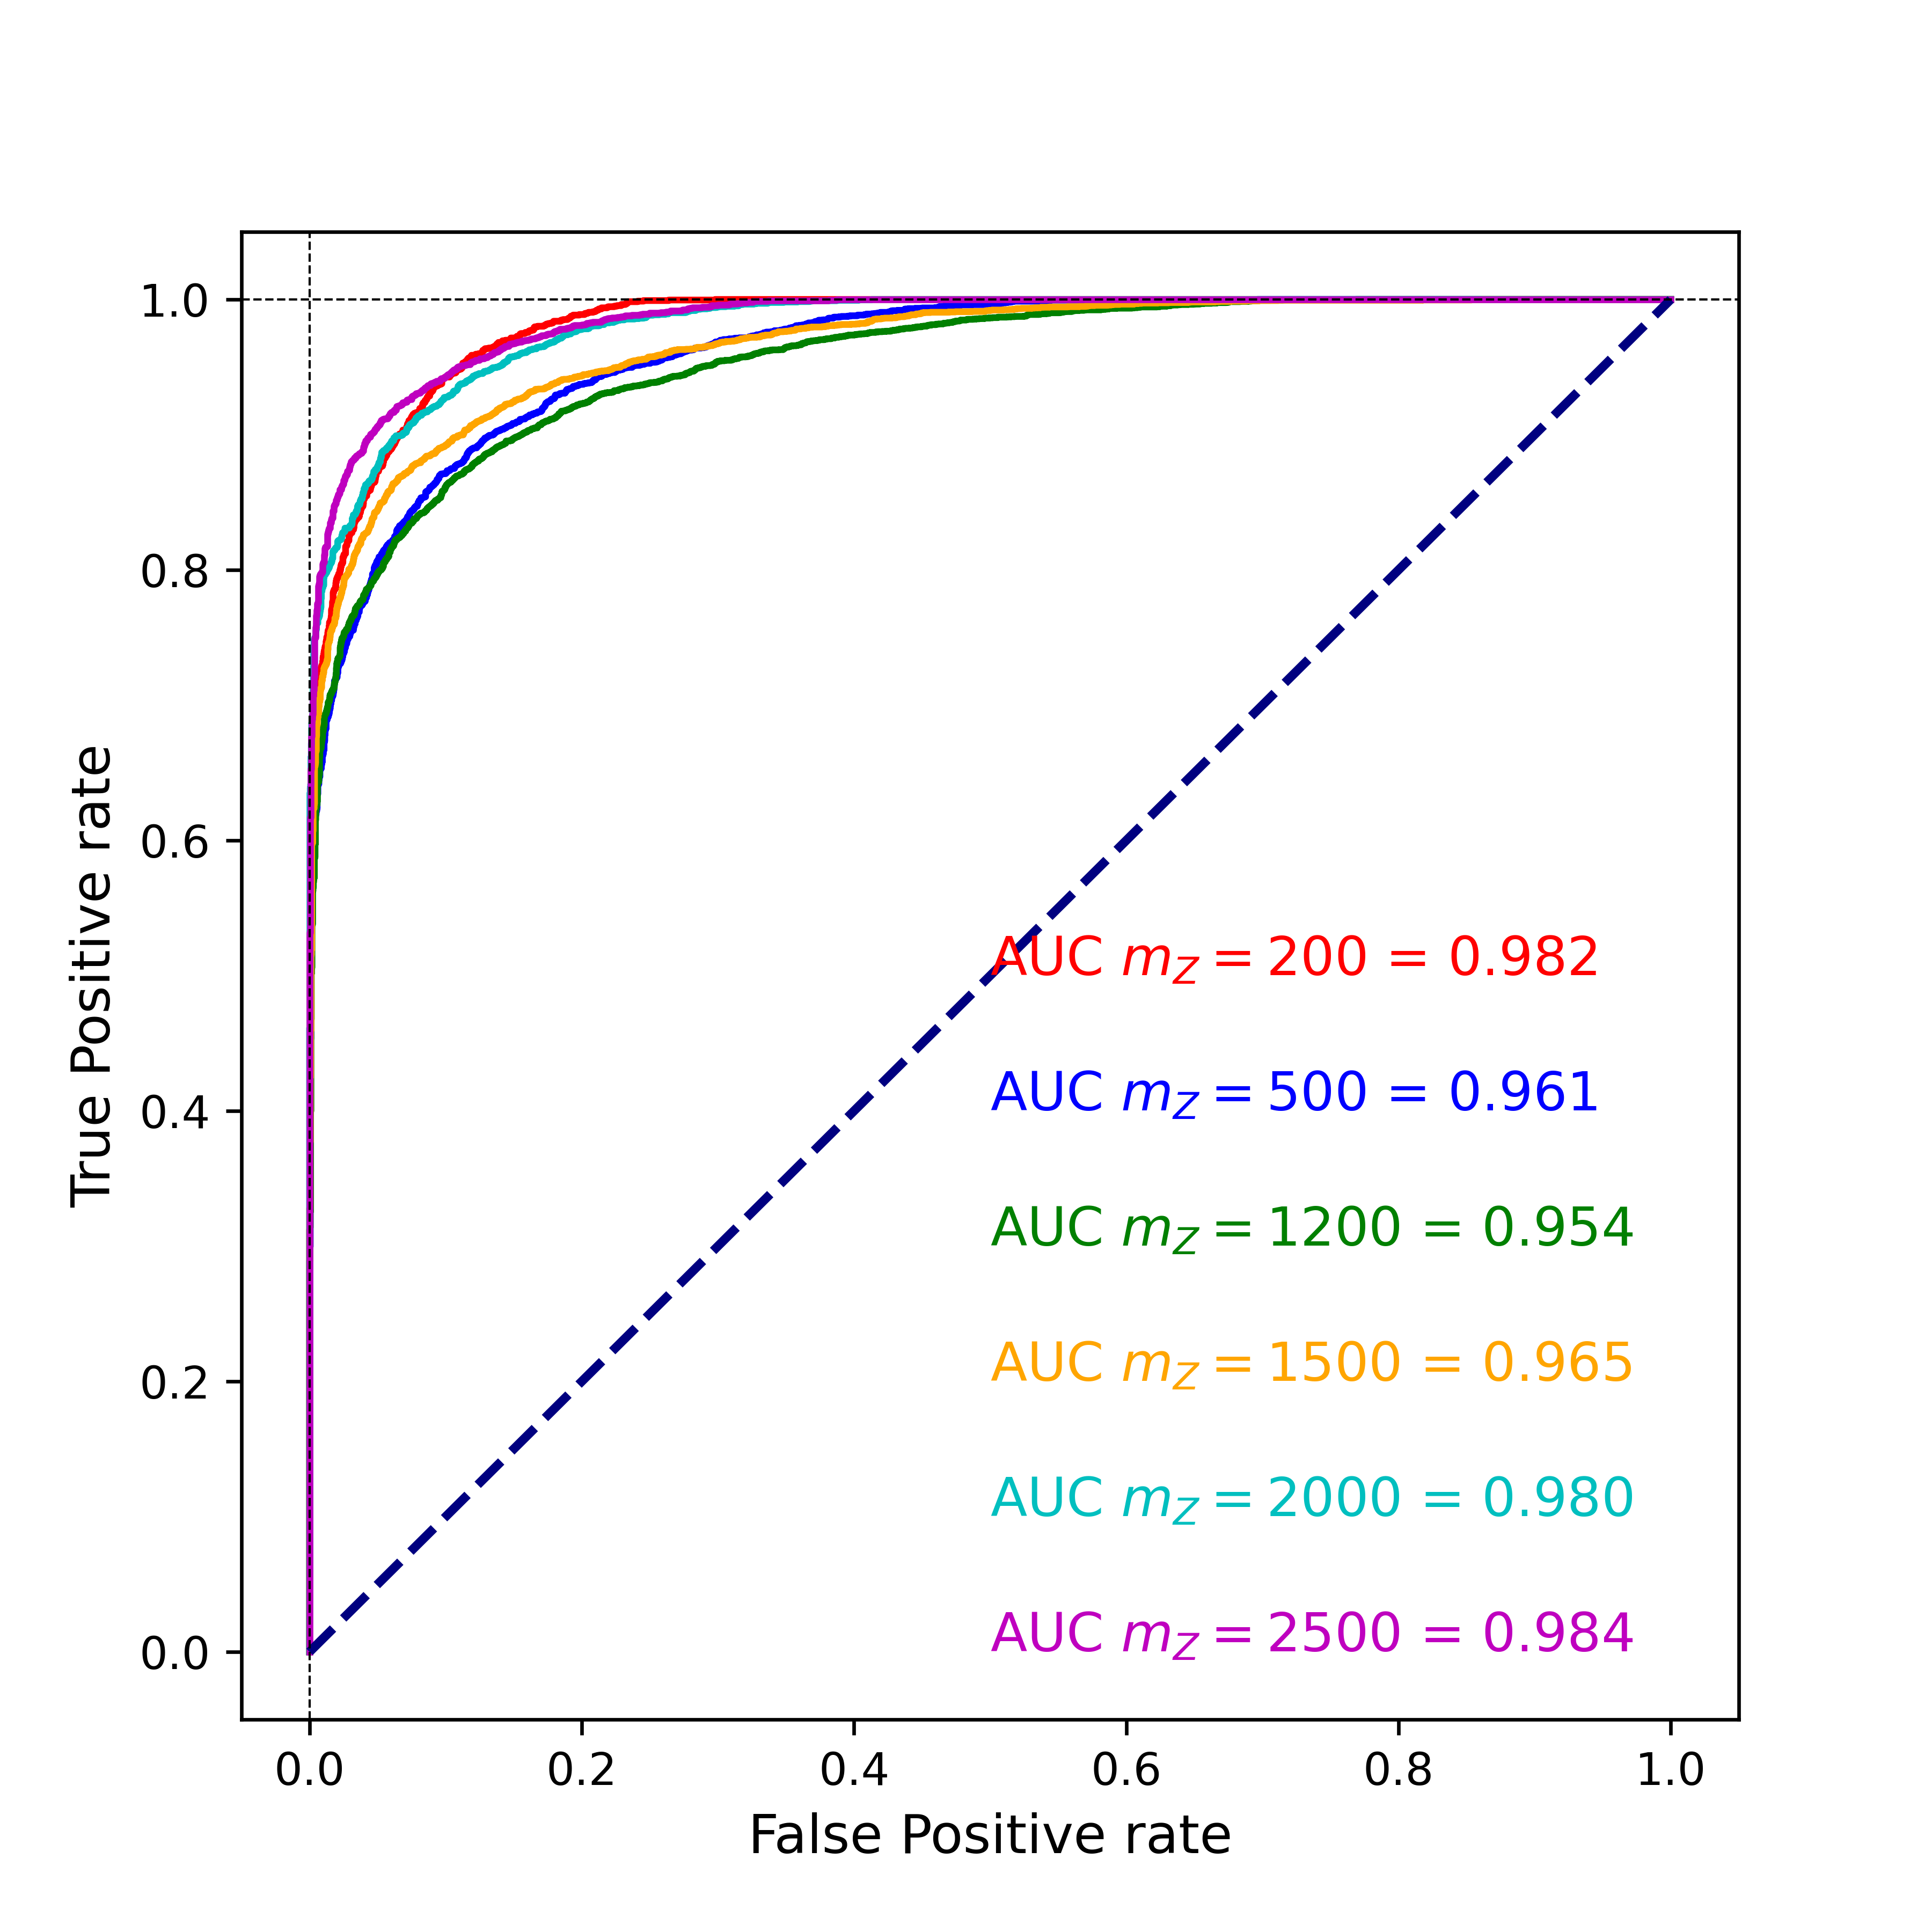 1.0
0.8
0.6
0.4
0.2
0.0
True Positive rate
AUC m_Z = 200 = 0.982
AUC m_Z = 500 = 0.961
AUC m_Z = 1200 = 0.954
AUC m_Z = 1500 = 0.965
AUC m_Z = 2000 = 0.980
AUC m_Z = 2500 = 0.984
0.0 0.2 0.4 0.6 0.8 1.0
False Positive rate